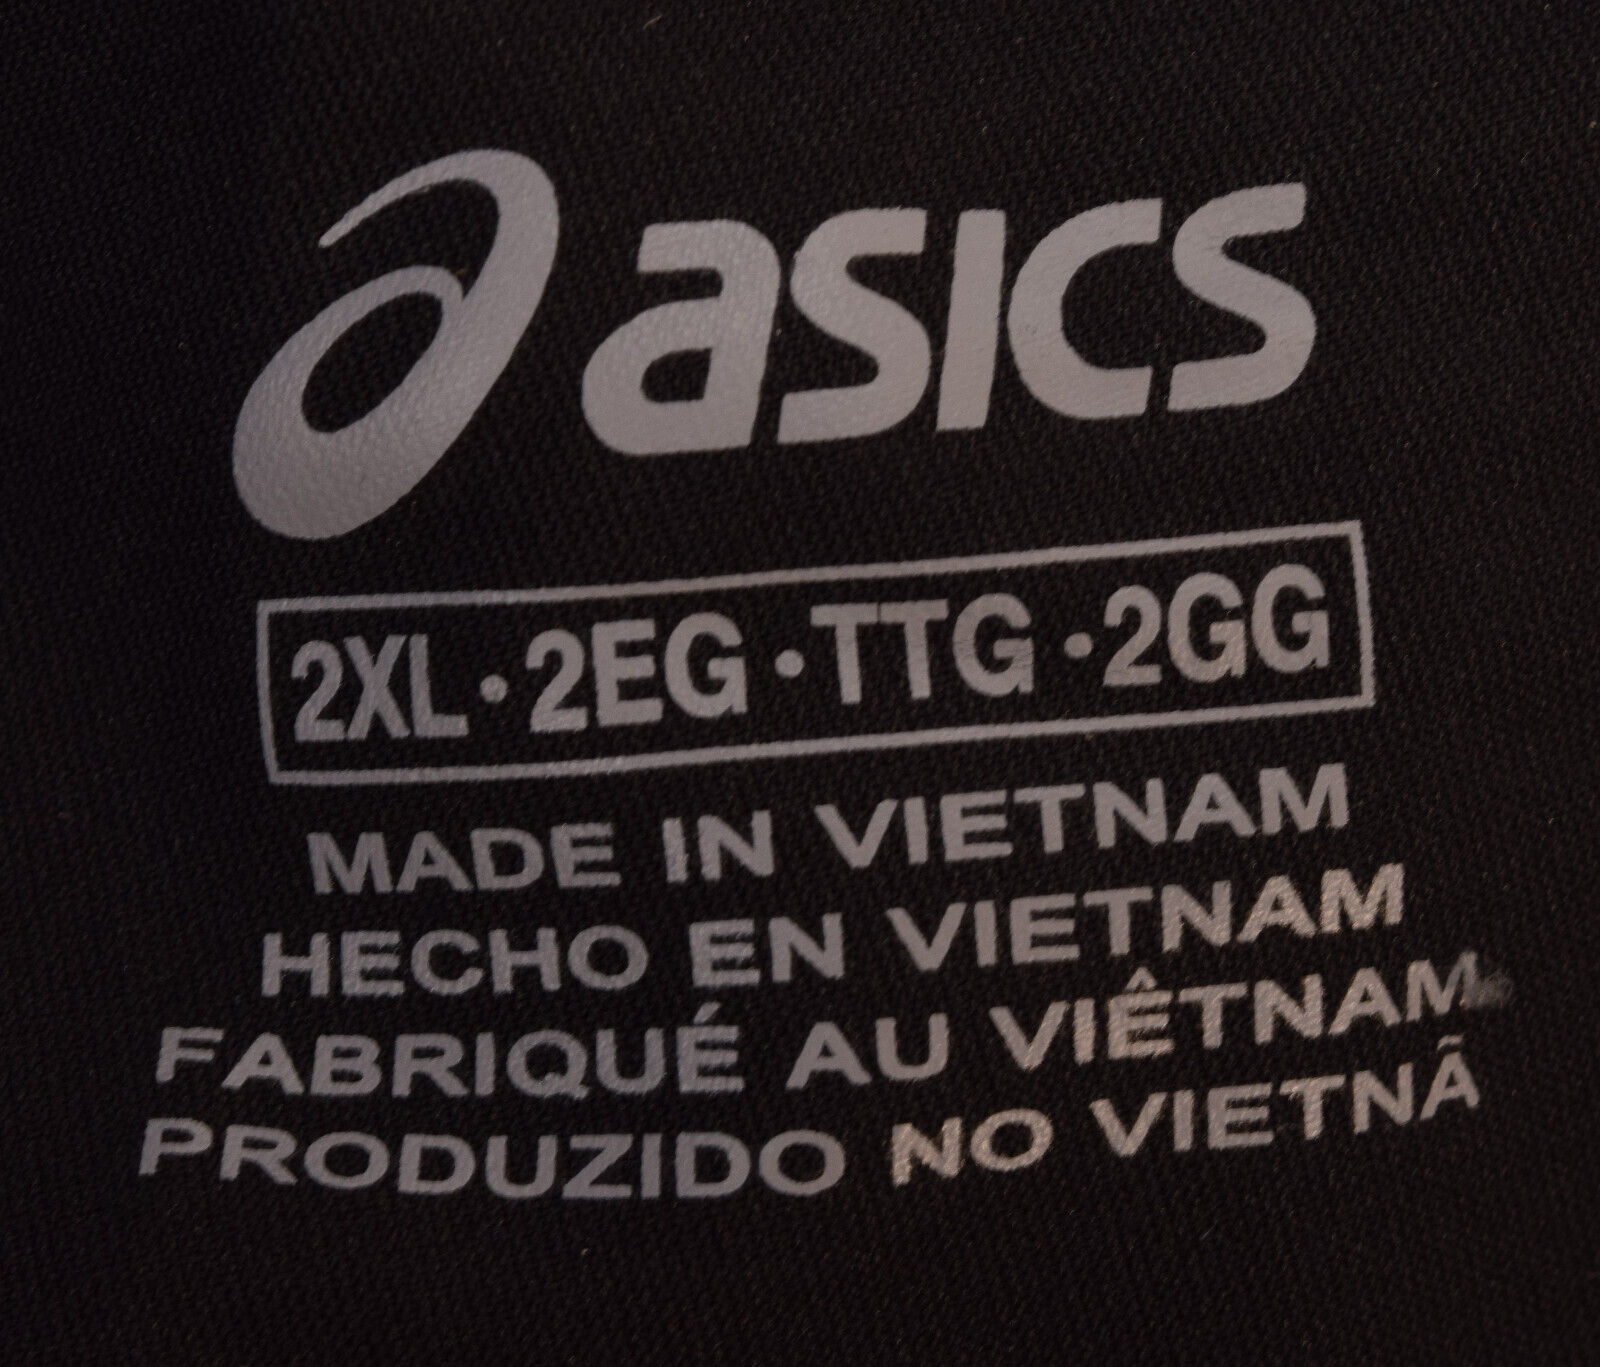 asics
2XL · 2EG · TTG · 2GG
MADE IN VIETNAM
HECHO EN VIETNAM
FABRIQUÉ AU VIÊTNAM
PRODUZIDO NO VIETNÃ